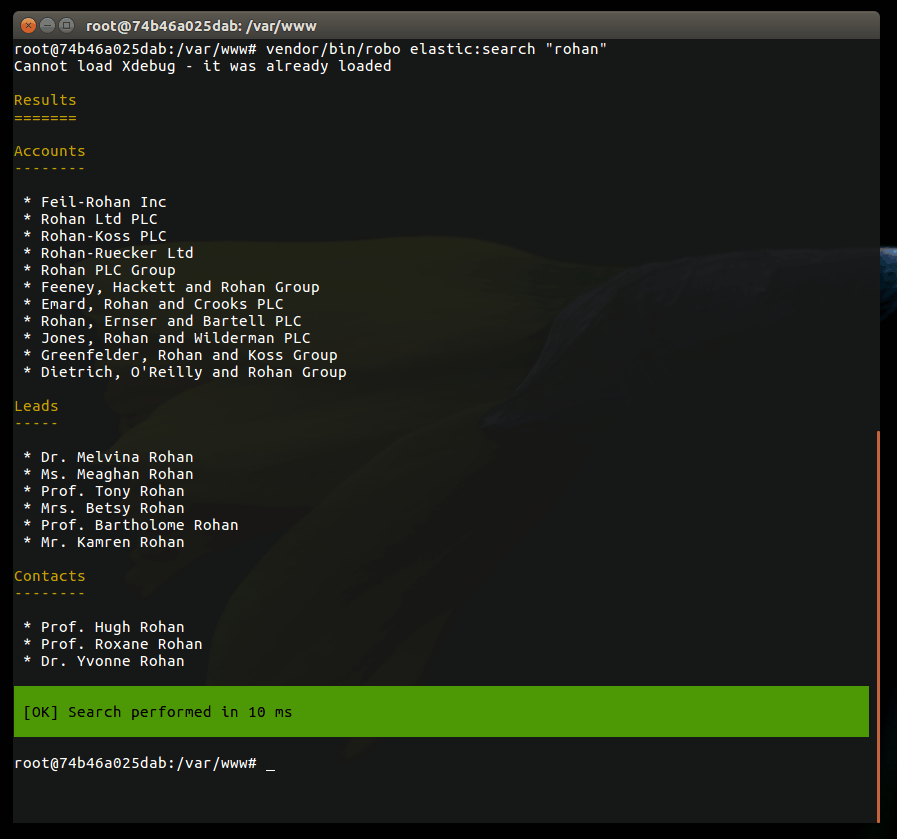 root@74b46a025dab: /var/www
root@74b46a025dab:/var/www# vendor/bin/robo elastic:search "rohan"
Cannot load Xdebug - it was already loaded
Results
=======
Accounts
--------
* Feil-Rohan Inc
* Rohan Ltd PLC
* Rohan-Koss PLC
* Rohan-Ruecker Ltd
* Rohan PLC Group
* Feeney, Hackett and Rohan Group
* Emard, Rohan and Crooks PLC
* Rohan, Ernser and Bartell PLC
* Jones, Rohan and Wilderman PLC
* Greenfelder, Rohan and Koss Group
* Dietrich, O'Reilly and Rohan Group
Leads
-----
* Dr. Melvina Rohan
* Ms. Meaghan Rohan
* Prof. Tony Rohan
* Mrs. Betsy Rohan
* Prof. Bartholome Rohan
* Mr. Kamren Rohan
Contacts
--------
* Prof. Hugh Rohan
* Prof. Roxane Rohan
* Dr. Yvonne Rohan
[OK] Search performed in 10 ms
root@74b46a025dab:/var/www# _